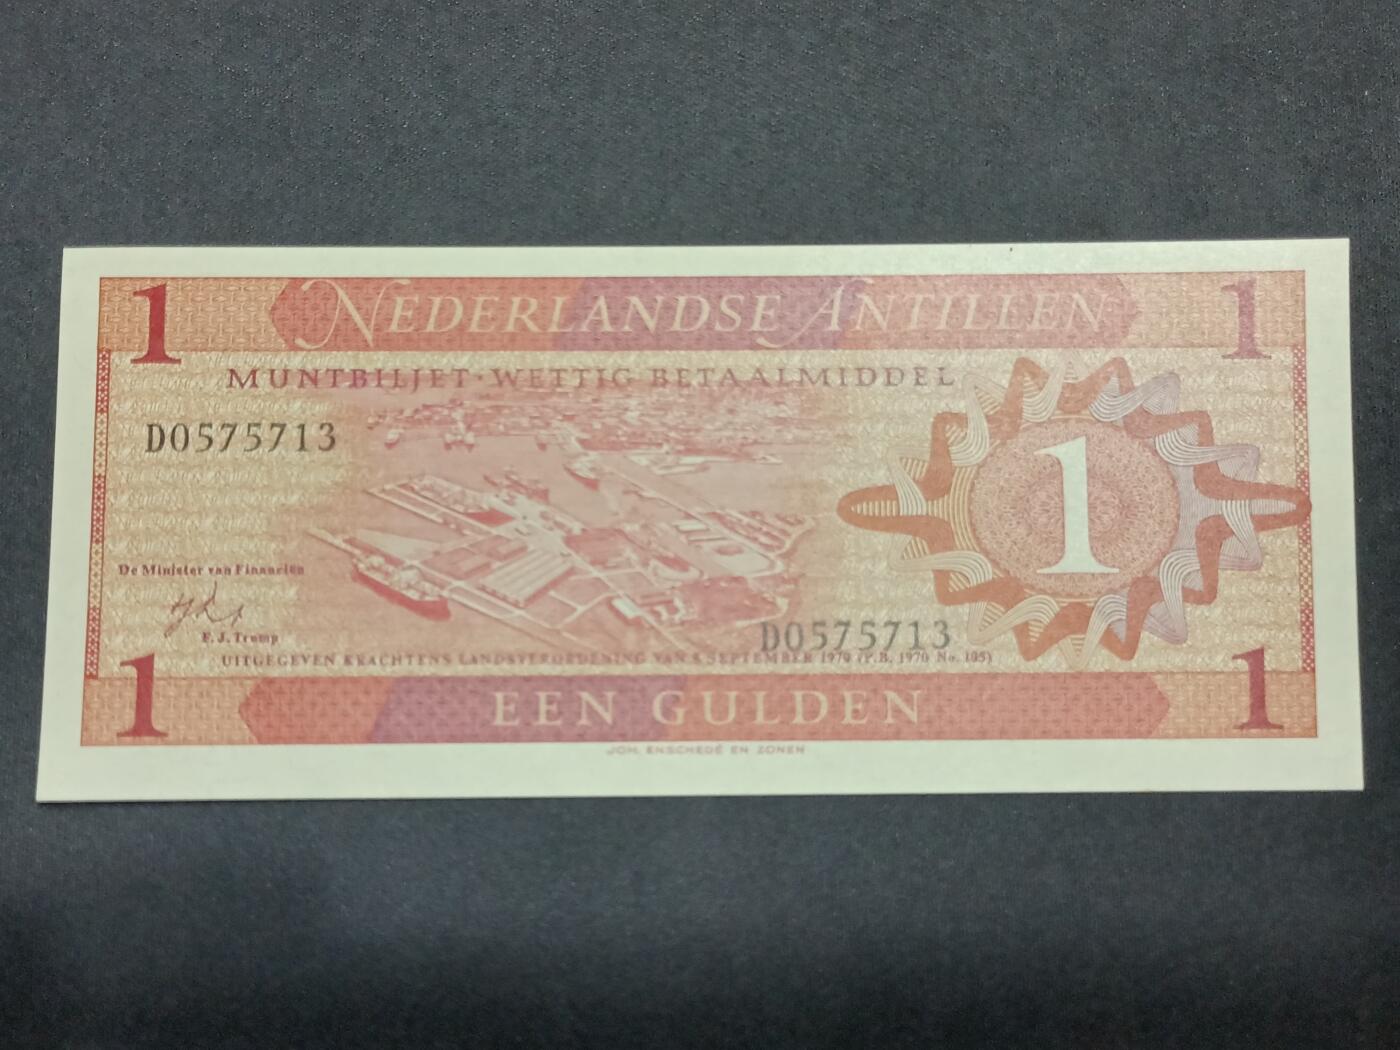 1 NEDERLANDSE ANTILLEN 1
MUNTBILJET·WETTIG BETAALMIDDEL
D0575713
1
De Minister van Financiën
F. J. Tromp
D0575713
UITGEGEVEN KRACHTENS LANDSVERORDENING VAN 8 SEPTEMBER 1970 (P.B. 1970 No. 105)
1 EEN GULDEN 1
JOH. ENSCHEDÉ EN ZONEN